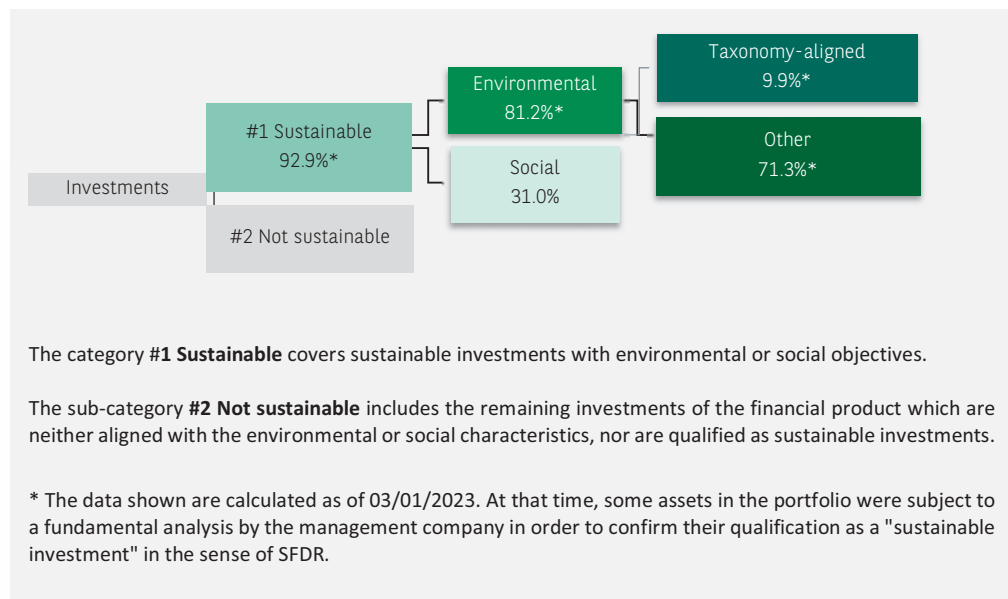 Taxonomy-aligned
9.9%*
Environmental
81.2%*
#1 Sustainable
92.9%*
Other
71.3%*
Social
31.0%
Investments
#2 Not sustainable
The category #1 Sustainable covers sustainable investments with environmental or social objectives.
The sub-category #2 Not sustainable includes the remaining investments of the financial product which are
neither aligned with the environmental or social characteristics, nor are qualified as sustainable investments.
* The data shown are calculated as of 03/01/2023. At that time, some assets in the portfolio were subject to
a fundamental analysis by the management company in order to confirm their qualification as a "sustainable
investment" in the sense of SFDR.